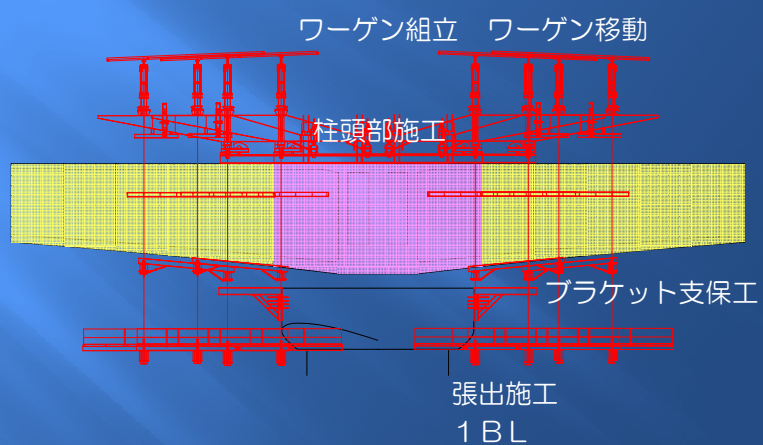 ワーゲン組立
ワーゲン移動
柱頭部施工
ブラケット支保工
張出施工
１ＢＬ